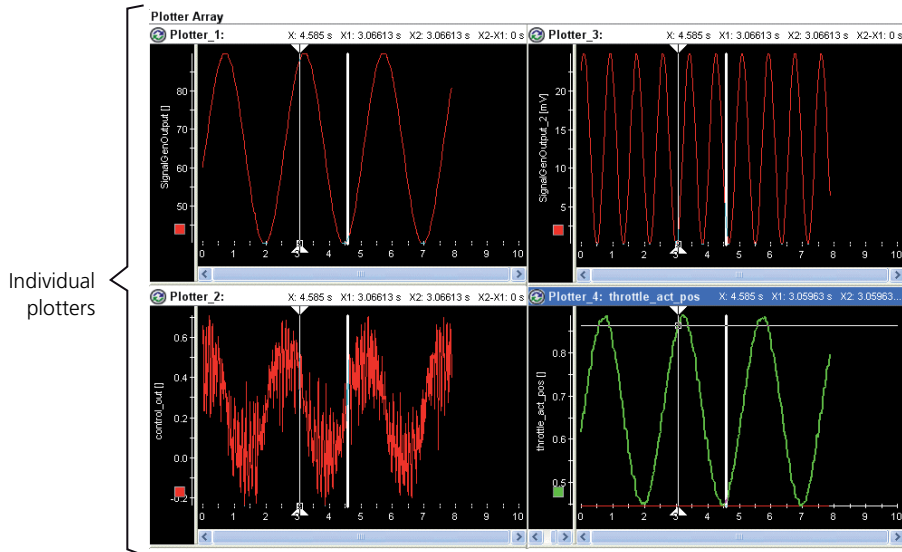 Plotter Array
Plotter_1: X: 4.585 s X1: 3.06613 s X2: 3.06613 s X2-X1: 0 s
SignalGenOutput []
80
70
60
50
0 1 2 3 4 5 6 7 8 9 10
Plotter_3: X: 4.585 s X1: 3.06613 s X2: 3.06613 s X2-X1: 0 s
SignalGenOutput_2 [mV]
20
15
10
5
0 1 2 3 4 5 6 7 8 9 10
Individual
plotters
Plotter_2: X: 4.585 s X1: 3.06613 s X2: 3.06613 s X2-X1: 0 s
control_out []
0.6
0.4
0.2
0.0
-0.2
0 1 2 3 4 5 6 7 8 9 10
Plotter_4: throttle_act_pos X: 4.585 s X1: 3.05963 s X2: 3.05963...
throttle_act_pos []
0.8
0.7
0.6
0.5
0 1 2 3 4 5 6 7 8 9 10